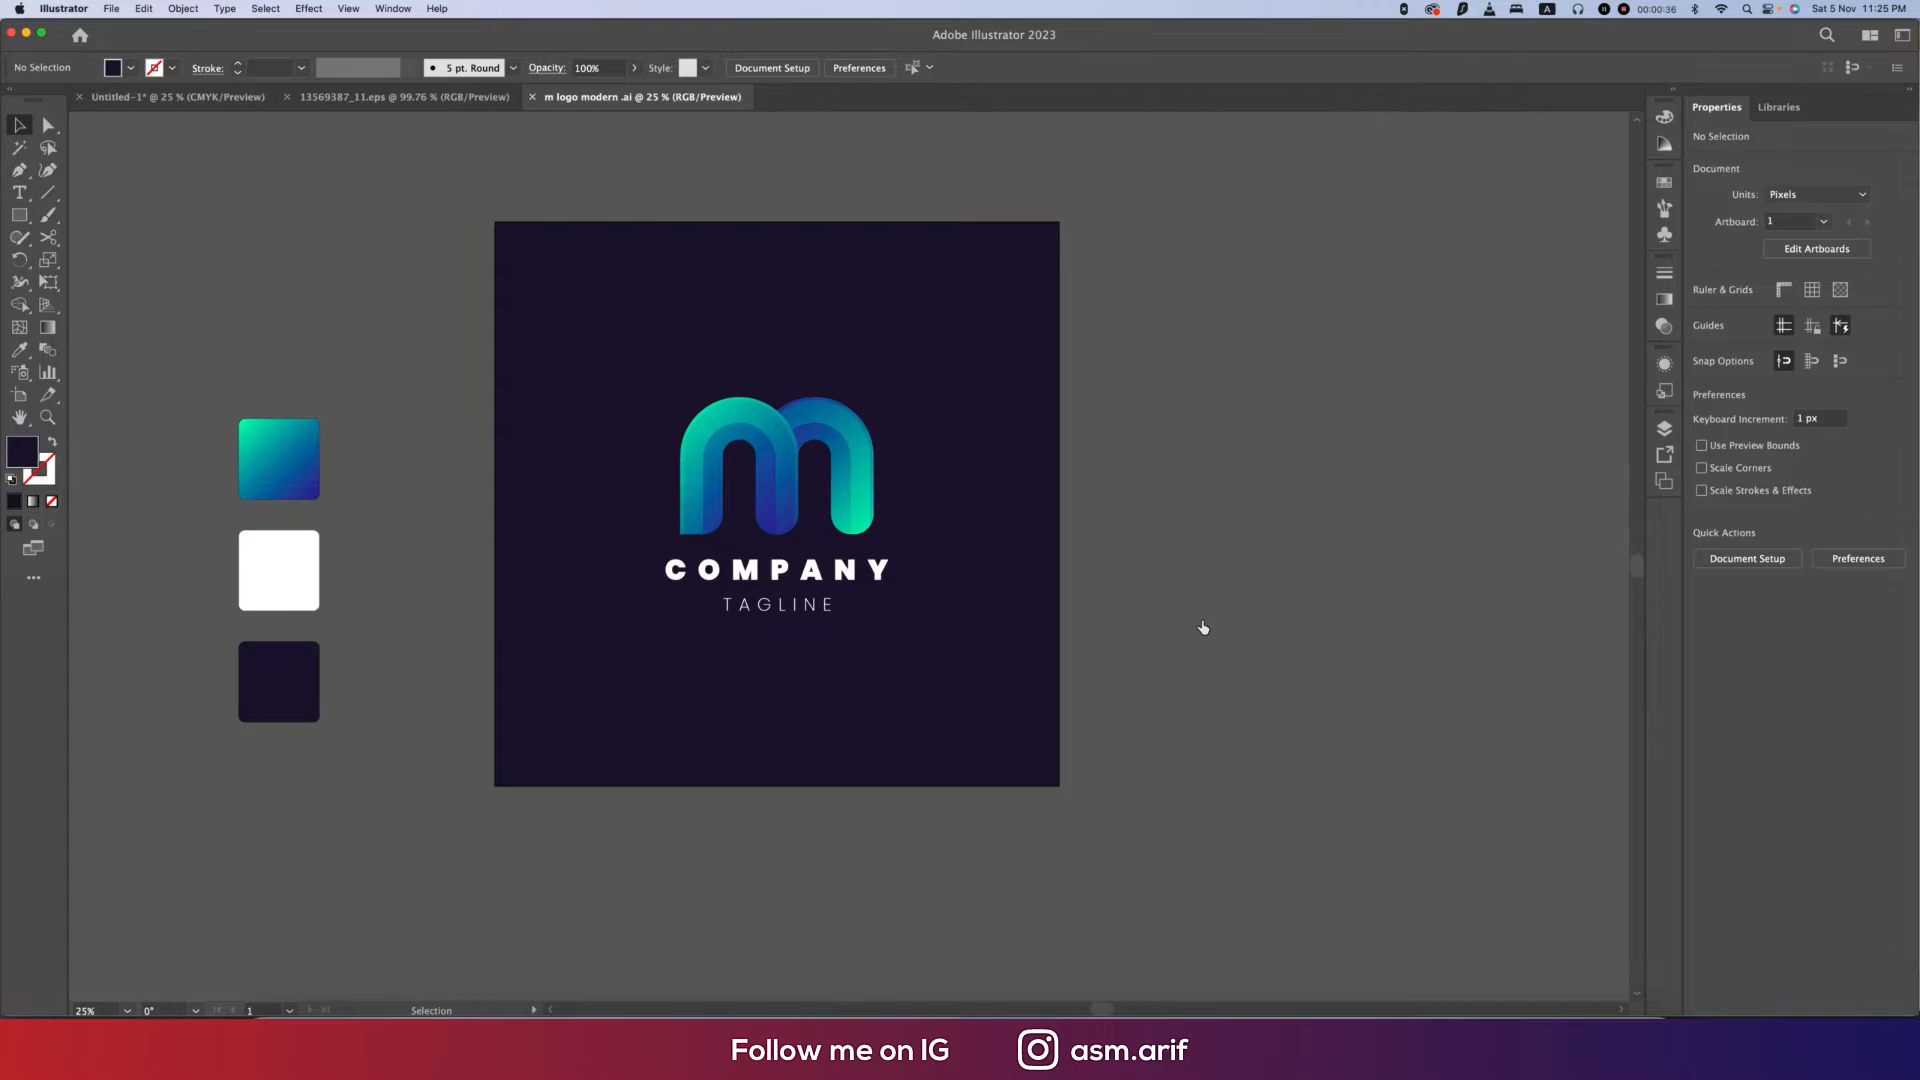 Illustrator File Edit Object Type Select Effect View Window Help
A 00:00:36 Sat 5 Nov 11:25 PM
Adobe Illustrator 2023
No Selection Stroke: 5 pt. Round Opacity: 100% Style: Document Setup Preferences
Untitled-1* @ 25 % (CMYK/Preview) 13569387_11.eps @ 99.76 % (RGB/Preview) m logo modern .ai @ 25 % (RGB/Preview)
Properties Libraries
No Selection
Document
Units: Pixels
Artboard: 1
Edit Artboards
Ruler & Grids
Guides
Snap Options
Preferences
Keyboard Increment: 1 px
Use Preview Bounds
Scale Corners
Scale Strokes & Effects
Quick Actions
Document Setup Preferences
m
COMPANY
TAGLINE
25% 0° 1 Selection
Follow me on IG asm.arif